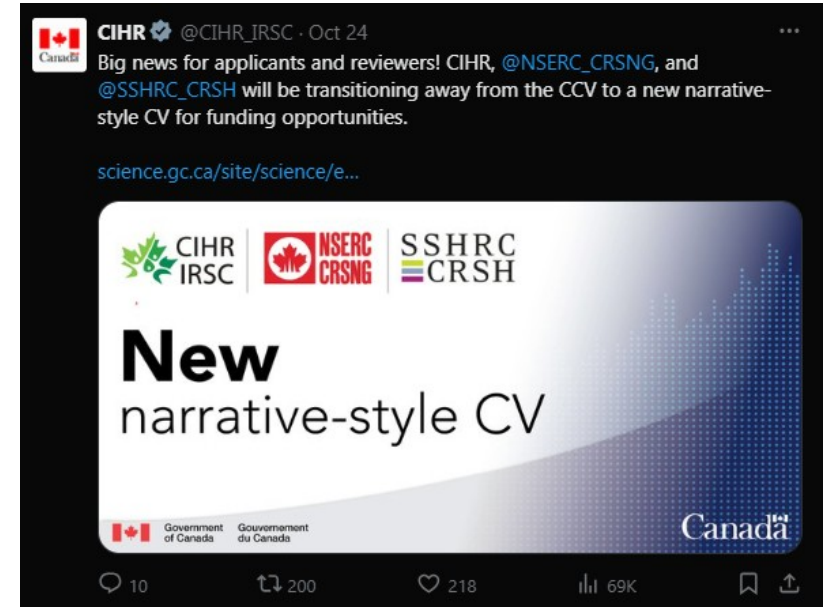 CIHR @CIHR_IRSC · Oct 24
Canada
Big news for applicants and reviewers! CIHR, @NSERC_CRSNG, and
@SSHRC_CRSH will be transitioning away from the CCV to a new narrative-
style CV for funding opportunities.
science.gc.ca/site/science/e...
CIHR
IRSC
NSERC
CRSNG
SSHRC
CRSH
New
narrative-style CV
Government
of Canada
Gouvernement
du Canada
Canada
10 200 218 69K